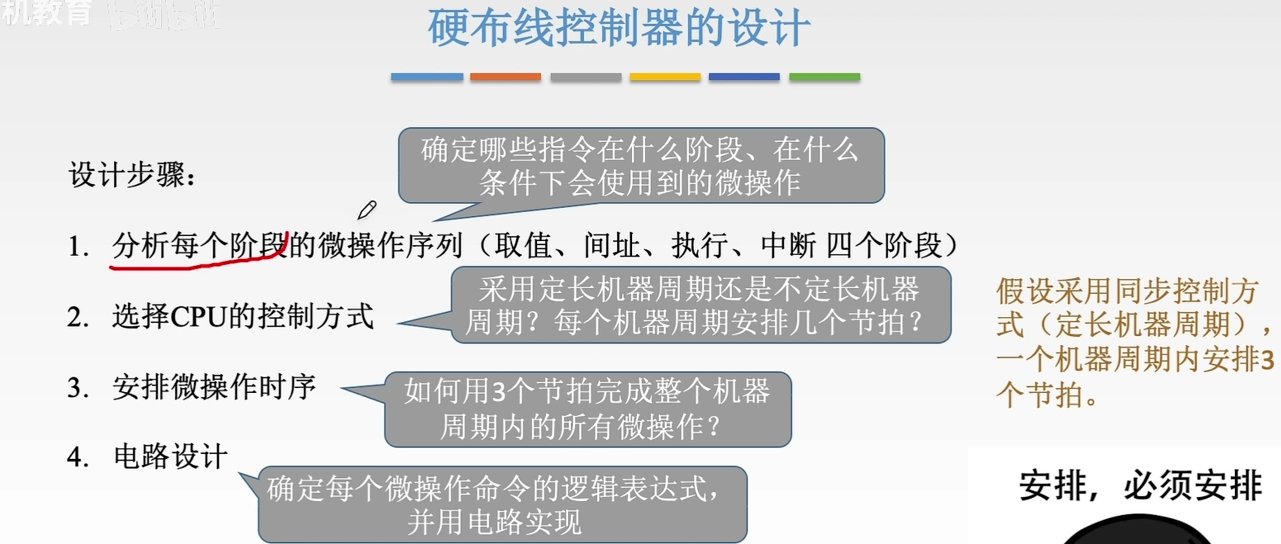 机教育
硬布线控制器的设计
确定哪些指令在什么阶段、在什么
条件下会使用到的微操作
设计步骤：
1. 分析每个阶段的微操作序列（取值、间址、执行、中断 四个阶段）
采用定长机器周期还是不定长机器
周期？每个机器周期安排几个节拍？
2. 选择CPU的控制方式
假设采用同步控制方
式（定长机器周期），
一个机器周期内安排3
个节拍。
3. 安排微操作时序
如何用3个节拍完成整个机器
周期内的所有微操作？
4. 电路设计
确定每个微操作命令的逻辑表达式，
并用电路实现
安排，必须安排